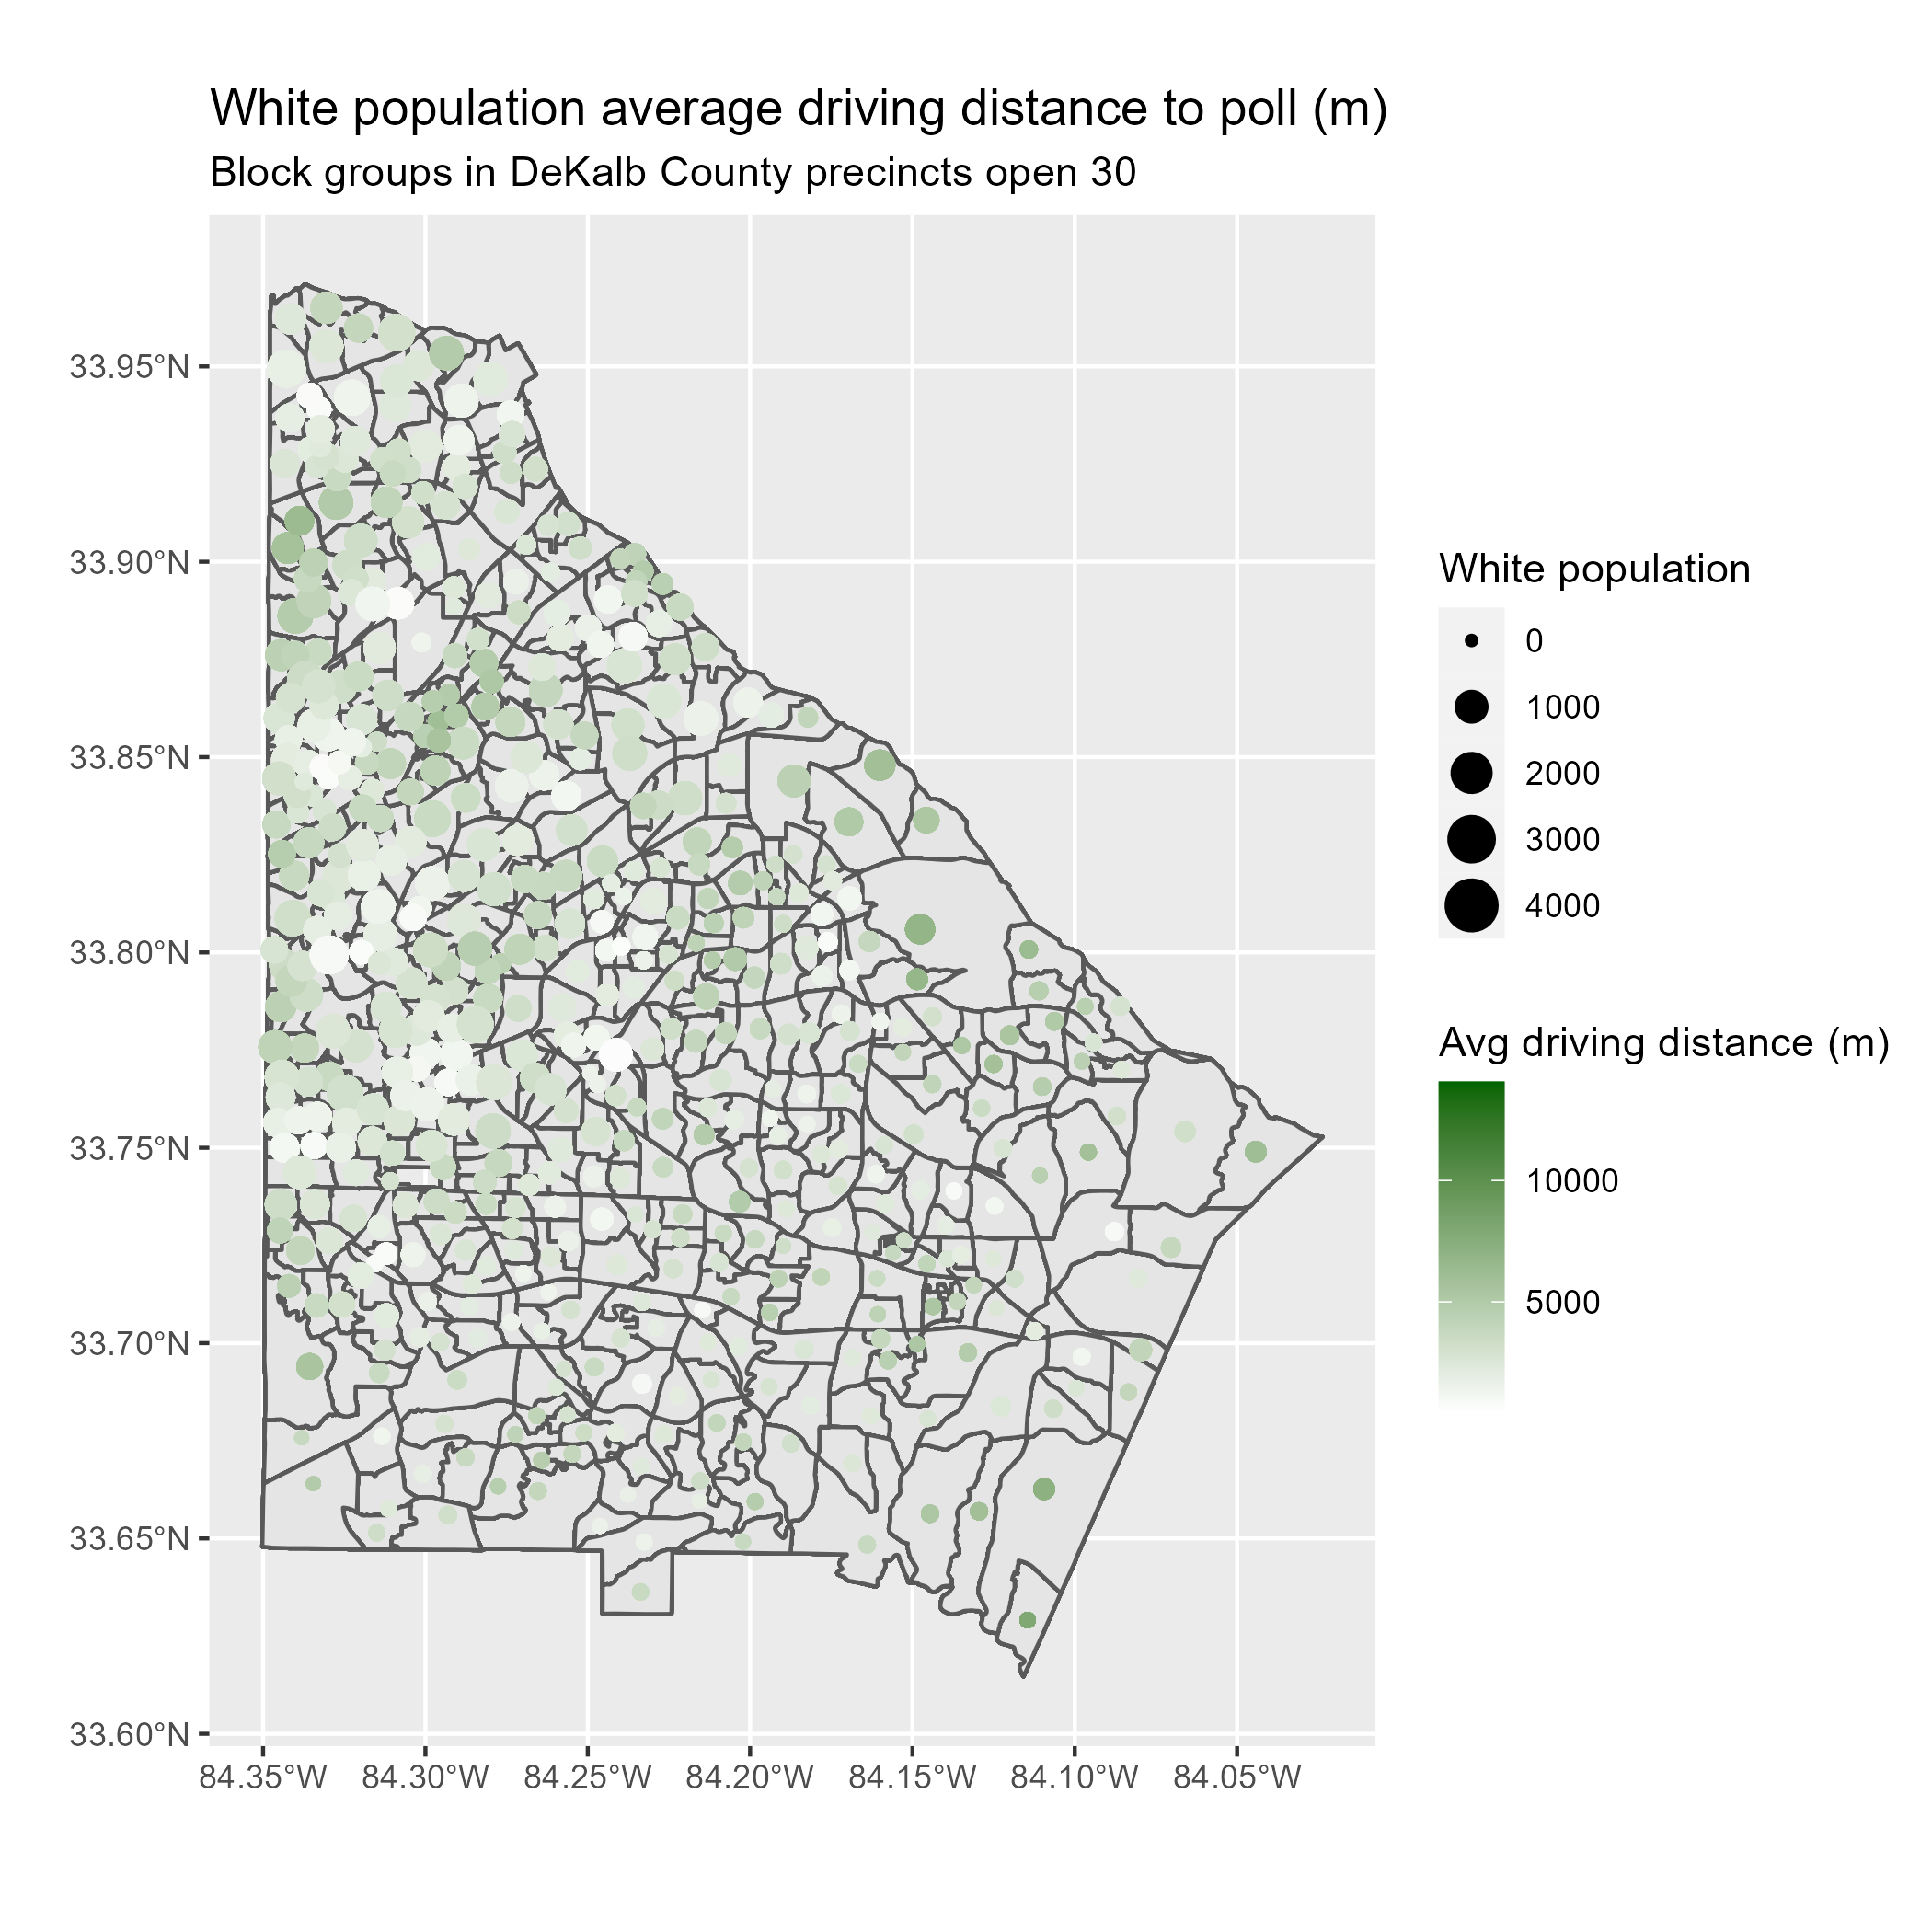 White population average driving distance to poll (m)
Block groups in DeKalb County precincts open 30
33.95°N
33.90°N
33.85°N
33.80°N
33.75°N
33.70°N
33.65°N
33.60°N
84.35°W 84.30°W 84.25°W 84.20°W 84.15°W 84.10°W 84.05°W
White population
0
1000
2000
3000
4000
Avg driving distance (m)
10000
5000